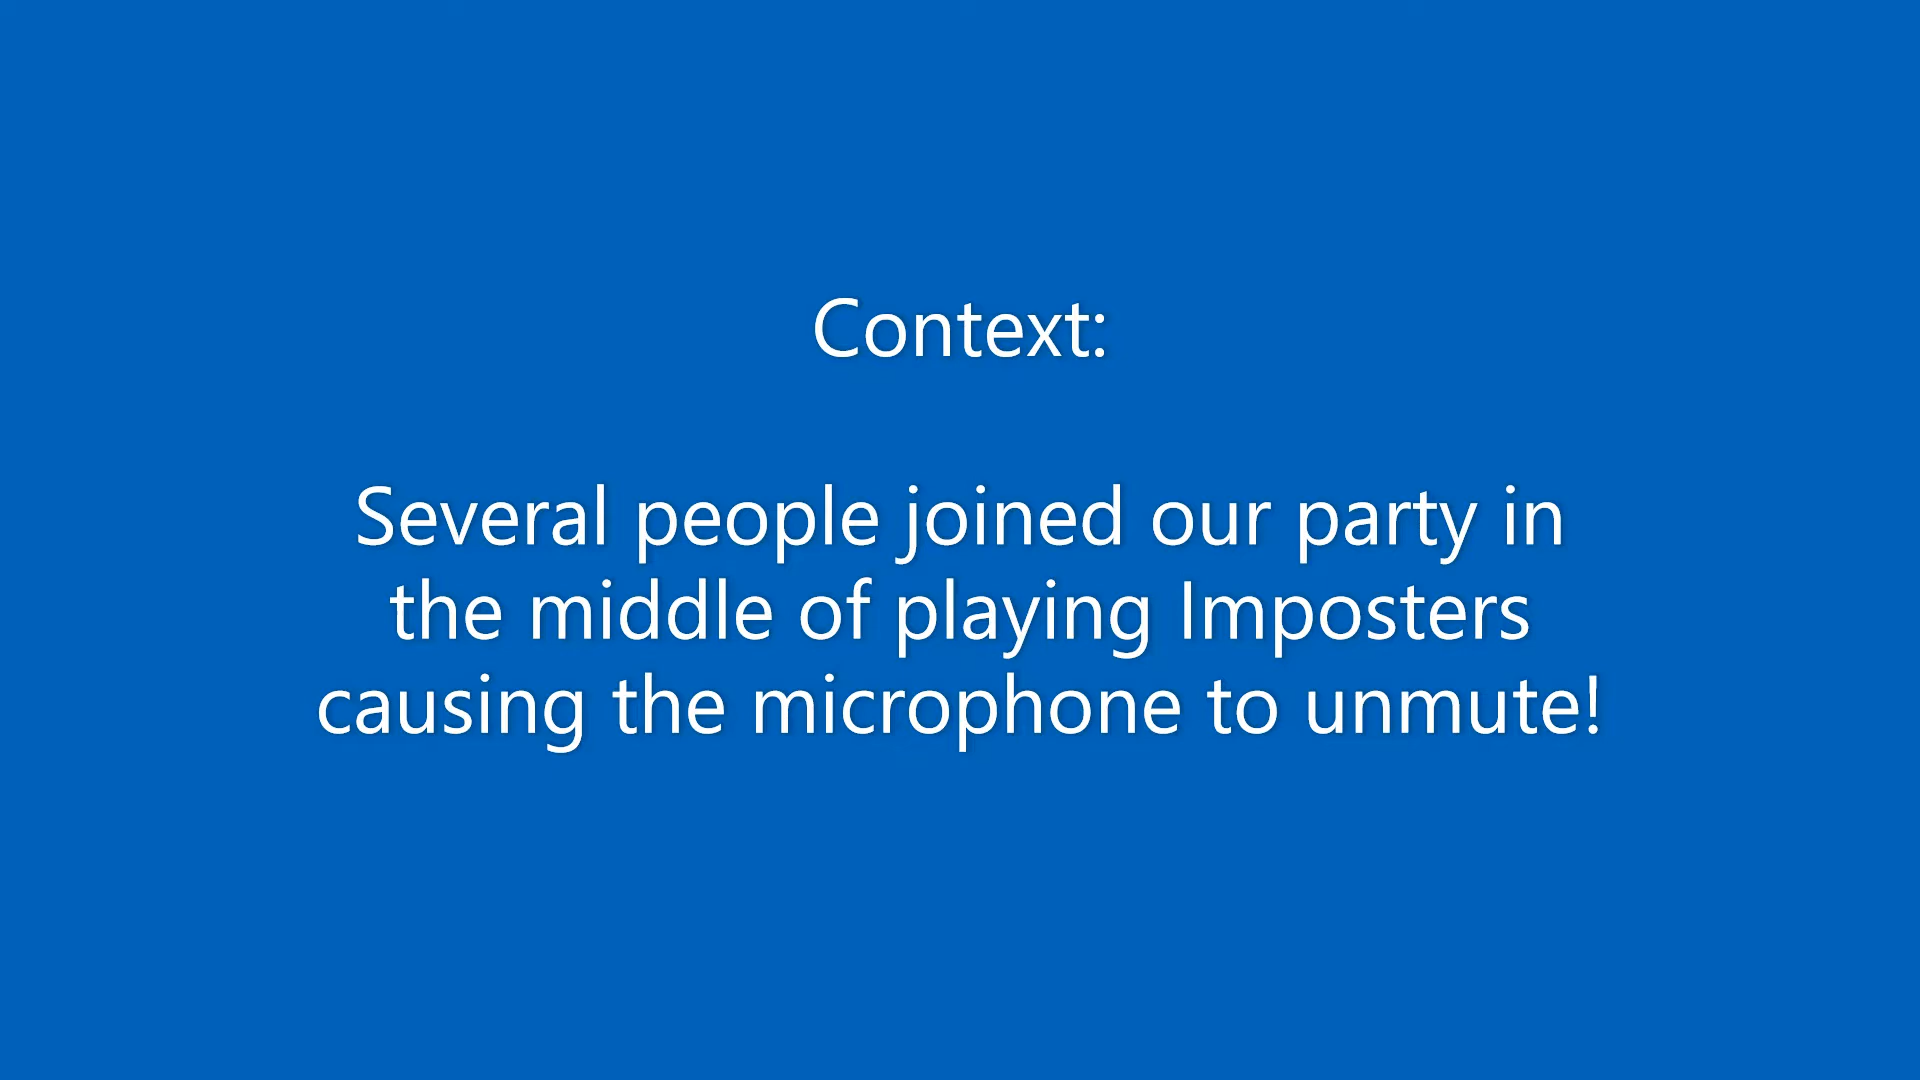 Context:
Several people joined our party in
the middle of playing Imposters
causing the microphone to unmute!